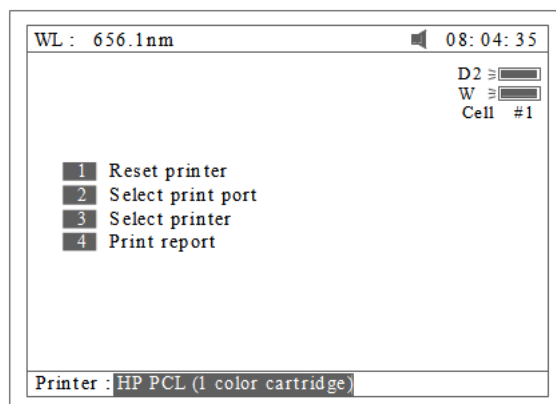 WL : 656.1nm 08:04:35
D2
W
Cell #1
1 Reset printer
2 Select print port
3 Select printer
4 Print report
Printer : HP PCL (1 color cartridge)